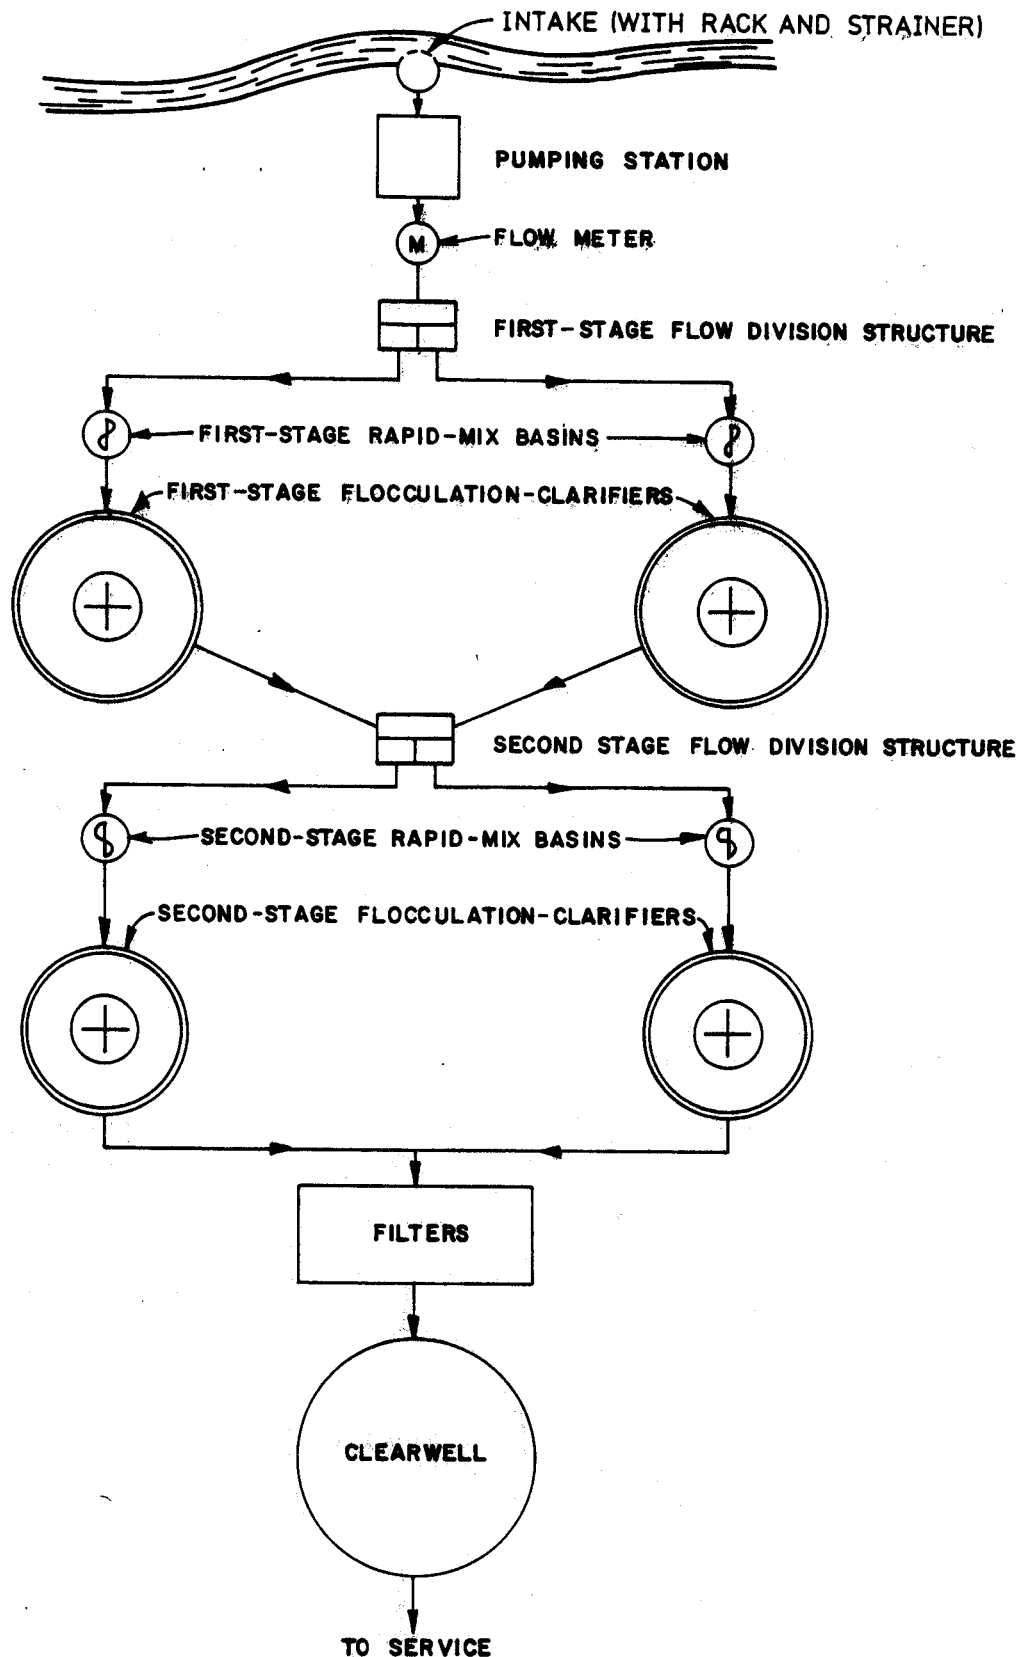 INTAKE (WITH RACK AND STRAINER)
PUMPING STATION
M
FLOW METER
FIRST-STAGE FLOW DIVISION STRUCTURE
FIRST-STAGE RAPID-MIX BASINS
FIRST-STAGE FLOCCULATION-CLARIFIERS
SECOND STAGE FLOW DIVISION STRUCTURE
SECOND-STAGE RAPID-MIX BASINS
SECOND-STAGE FLOCCULATION-CLARIFIERS
FILTERS
CLEARWELL
TO SERVICE